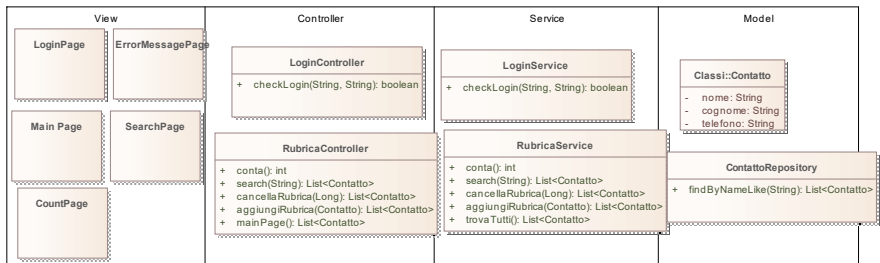 View
Controller
Service
Model
LoginPage
ErrorMessagePage
Main Page
SearchPage
CountPage
LoginController
+ checkLogin(String, String): boolean
RubricaController
+ conta(): int
+ search(String): List<Contatto>
+ cancellaRubrica(Long): List<Contatto>
+ aggiungiRubrica(Contatto): List<Contatto>
+ mainPage(): List<Contatto>
LoginService
+ checkLogin(String, String): boolean
RubricaService
+ conta(): int
+ search(String): List<Contatto>
+ cancellaRubrica(Long): List<Contatto>
+ aggiungiRubrica(Contatto): List<Contatto>
+ trovaTutti(): List<Contatto>
Classi::Contatto
- nome: String
- cognome: String
- telefono: String
ContattoRepository
+ findByNameLike(String): List<Contatto>